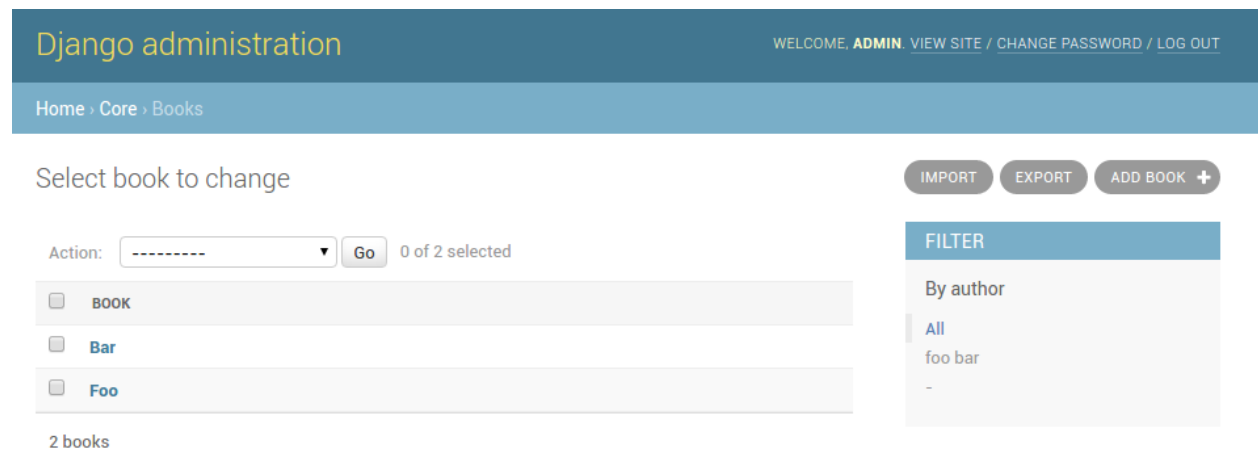 Django administration
WELCOME, ADMIN. VIEW SITE / CHANGE PASSWORD / LOG OUT
Home › Core › Books
Select book to change
IMPORT
EXPORT
ADD BOOK +
Action: --------- Go 0 of 2 selected
BOOK
Bar
Foo
2 books
FILTER
By author
All
foo bar
-